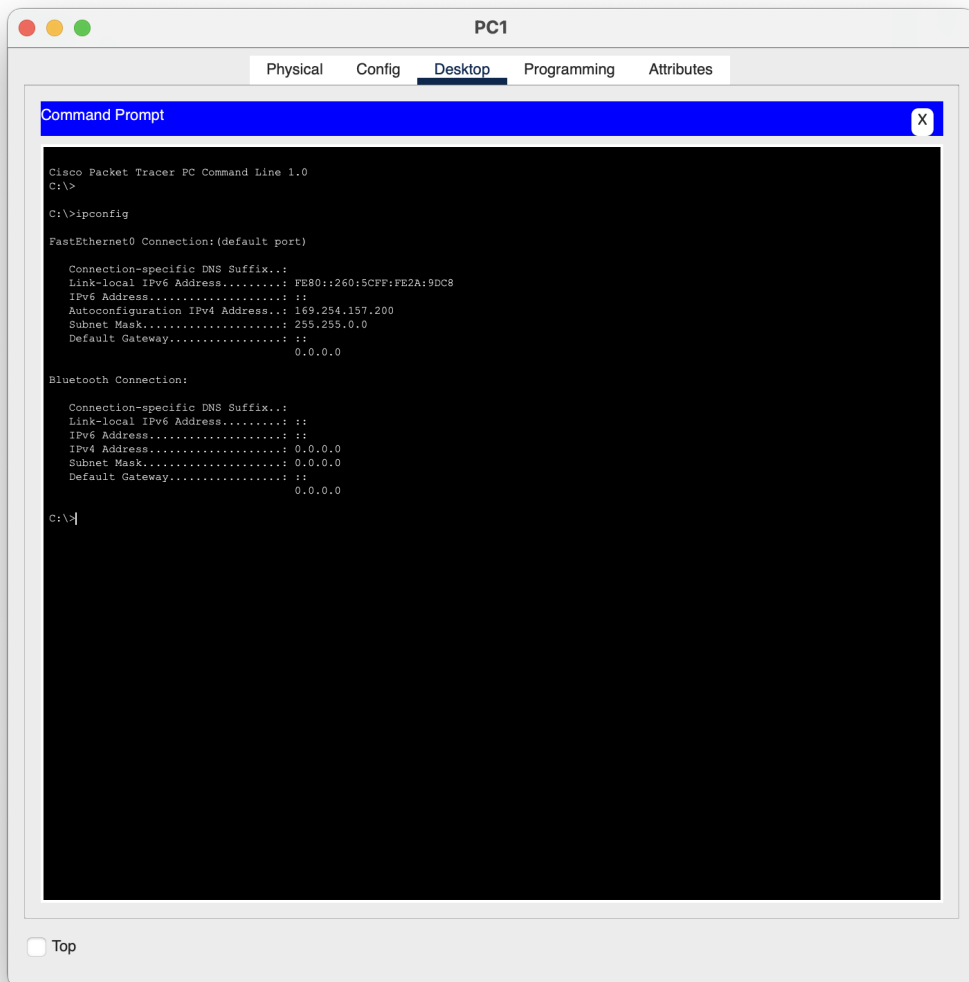 PC1
Physical Config Desktop Programming Attributes
Command Prompt
X
Cisco Packet Tracer PC Command Line 1.0
C:\>
C:\>ipconfig
FastEthernet0 Connection:(default port)
Connection-specific DNS Suffix..:
Link-local IPv6 Address.........: FE80::260:5CFF:FE2A:9DC8
IPv6 Address....................: ::
Autoconfiguration IPv4 Address..: 169.254.157.200
Subnet Mask.....................: 255.255.0.0
Default Gateway.................: ::
0.0.0.0
Bluetooth Connection:
Connection-specific DNS Suffix..:
Link-local IPv6 Address.........: ::
IPv6 Address....................: ::
IPv4 Address....................: 0.0.0.0
Subnet Mask.....................: 0.0.0.0
Default Gateway.................: ::
0.0.0.0
C:\>
Top